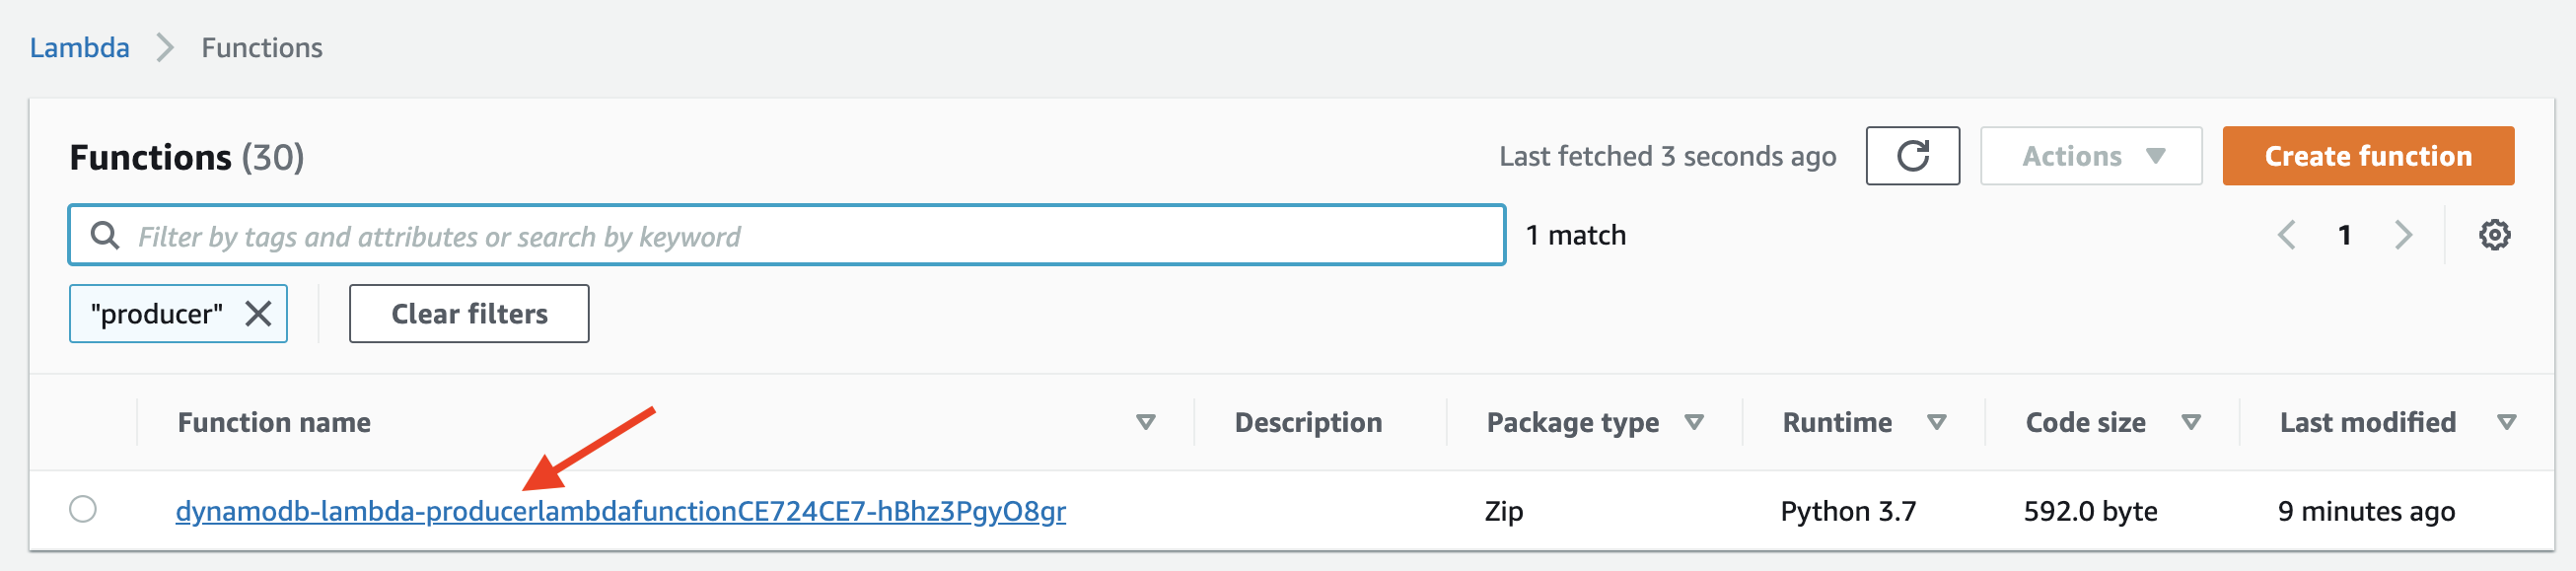 Lambda Functions
Functions (30) Last fetched 3 seconds ago Actions Create function
Filter by tags and attributes or search by keyword 1 match 1
"producer" Clear filters
Function name Description Package type Runtime Code size Last modified
dynamodb-lambda-producerlambdafunctionCE724CE7-hBhz3PgyO8gr Zip Python 3.7 592.0 byte 9 minutes ago